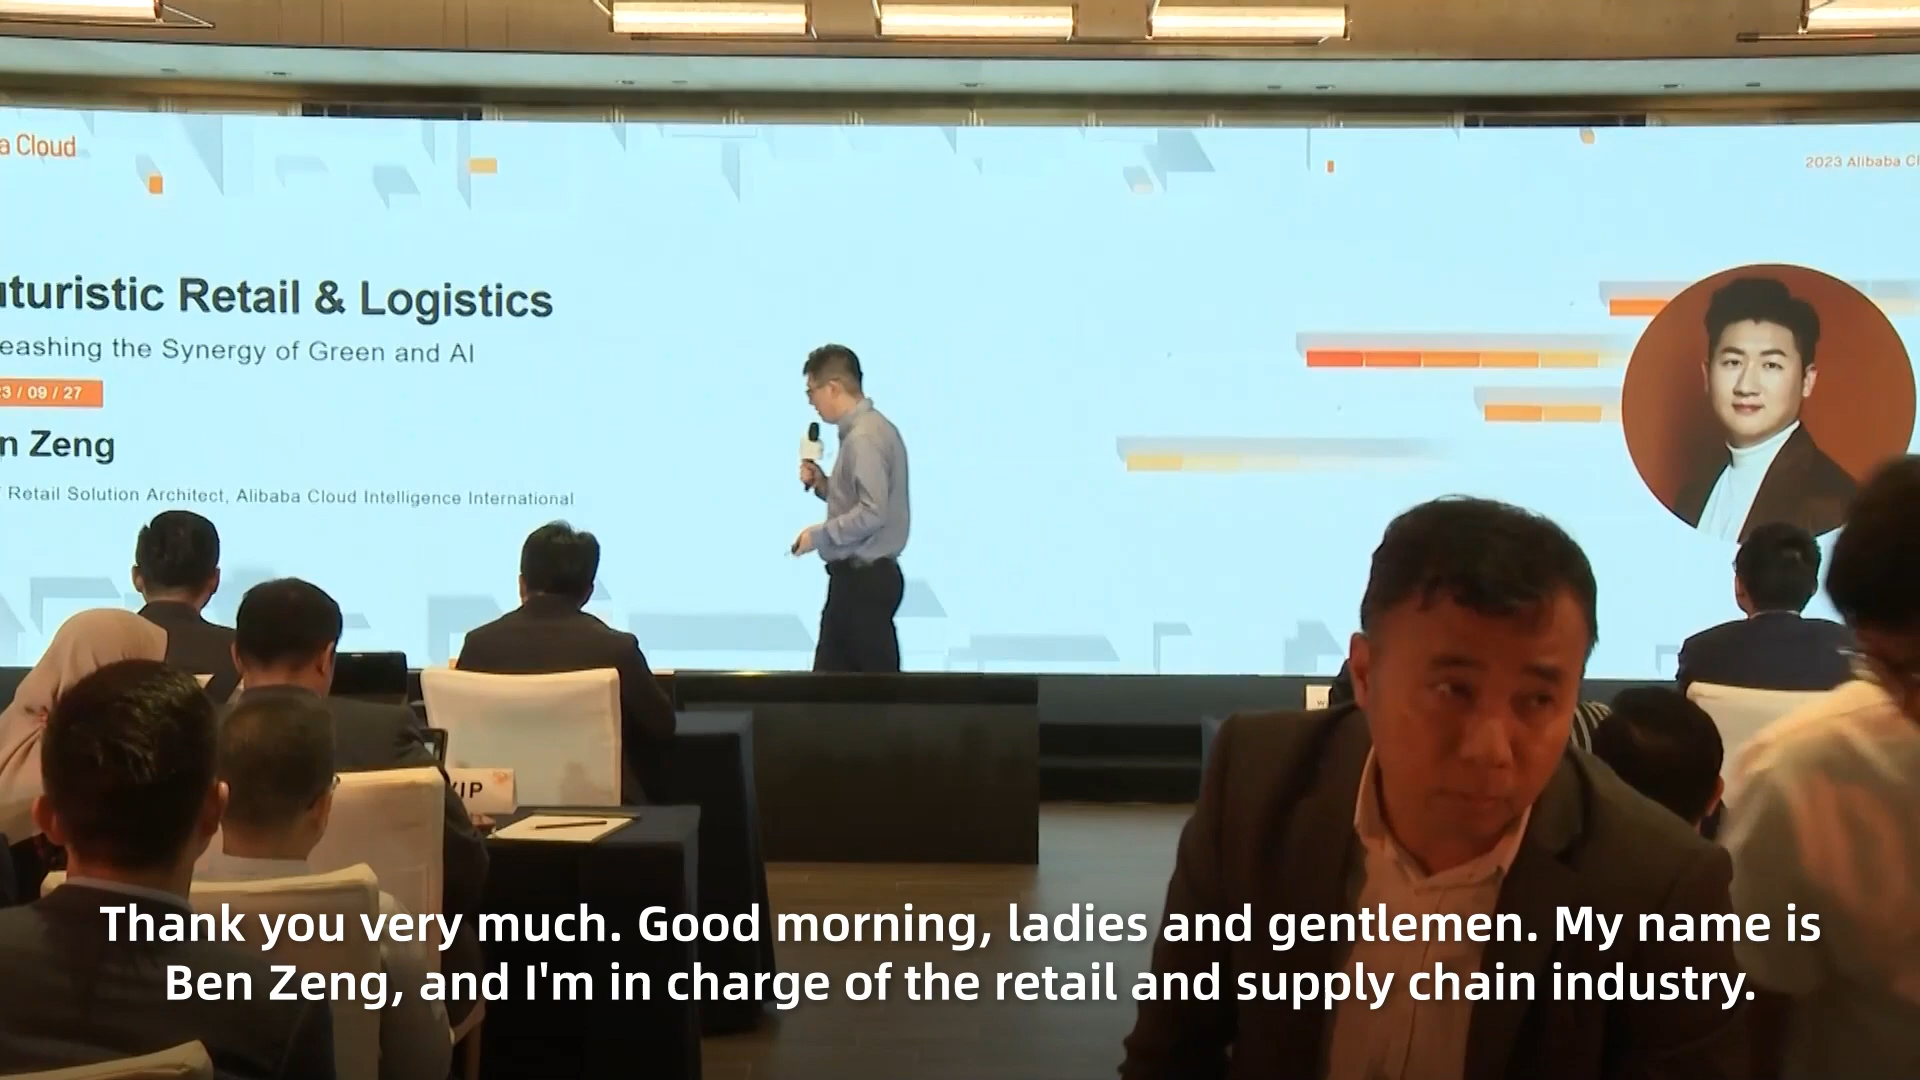 a Cloud
2023 Alibaba Cl
uturistic Retail & Logistics
eashing the Synergy of Green and AI
23 / 09 / 27
n Zeng
Retail Solution Architect, Alibaba Cloud Intelligence International
VIP
Thank you very much. Good morning, ladies and gentlemen. My name is
Ben Zeng, and I'm in charge of the retail and supply chain industry.